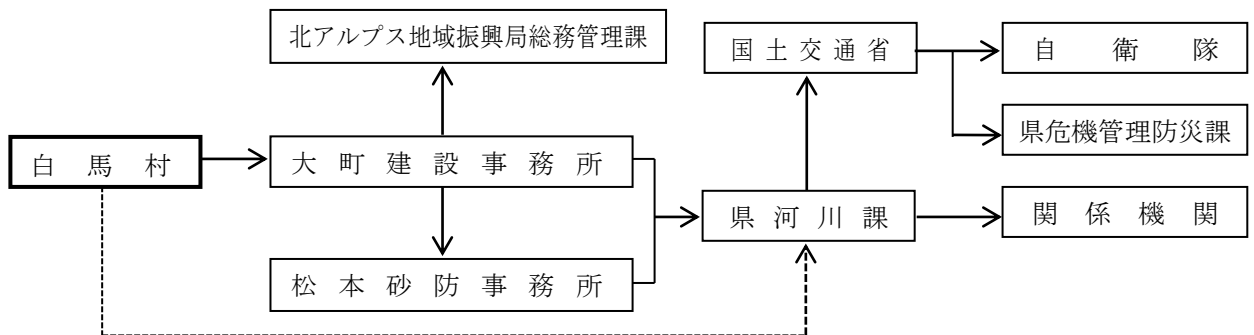 北アルプス地域振興局総務管理課
国土交通省
自衛隊
県危機管理防災課
白馬村
大町建設事務所
県河川課
関係機関
松本砂防事務所